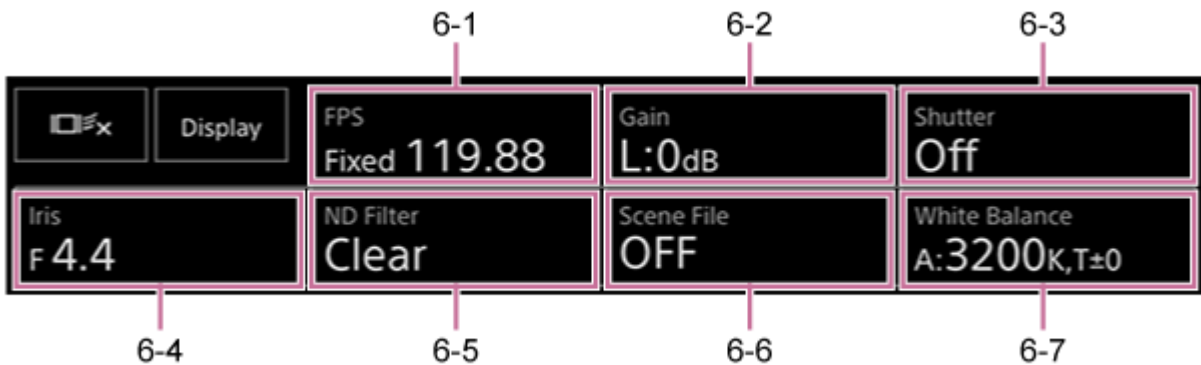 6-1 6-2 6-3
Display
FPS
Fixed 119.88
Gain
L:0dB
Shutter
Off
Iris
F 4.4
ND Filter
Clear
Scene File
OFF
White Balance
A:3200K,T±0
6-4 6-5 6-6 6-7